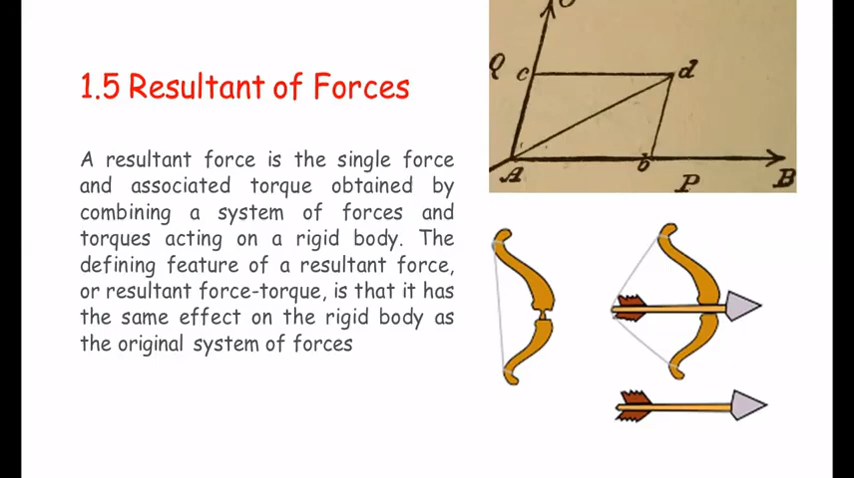 1.5 Resultant of Forces
A resultant force is the single force
and associated torque obtained by
combining a system of forces and
torques acting on a rigid body. The
defining feature of a resultant force,
or resultant force-torque, is that it has
the same effect on the rigid body as
the original system of forces
Q c d
A b P B